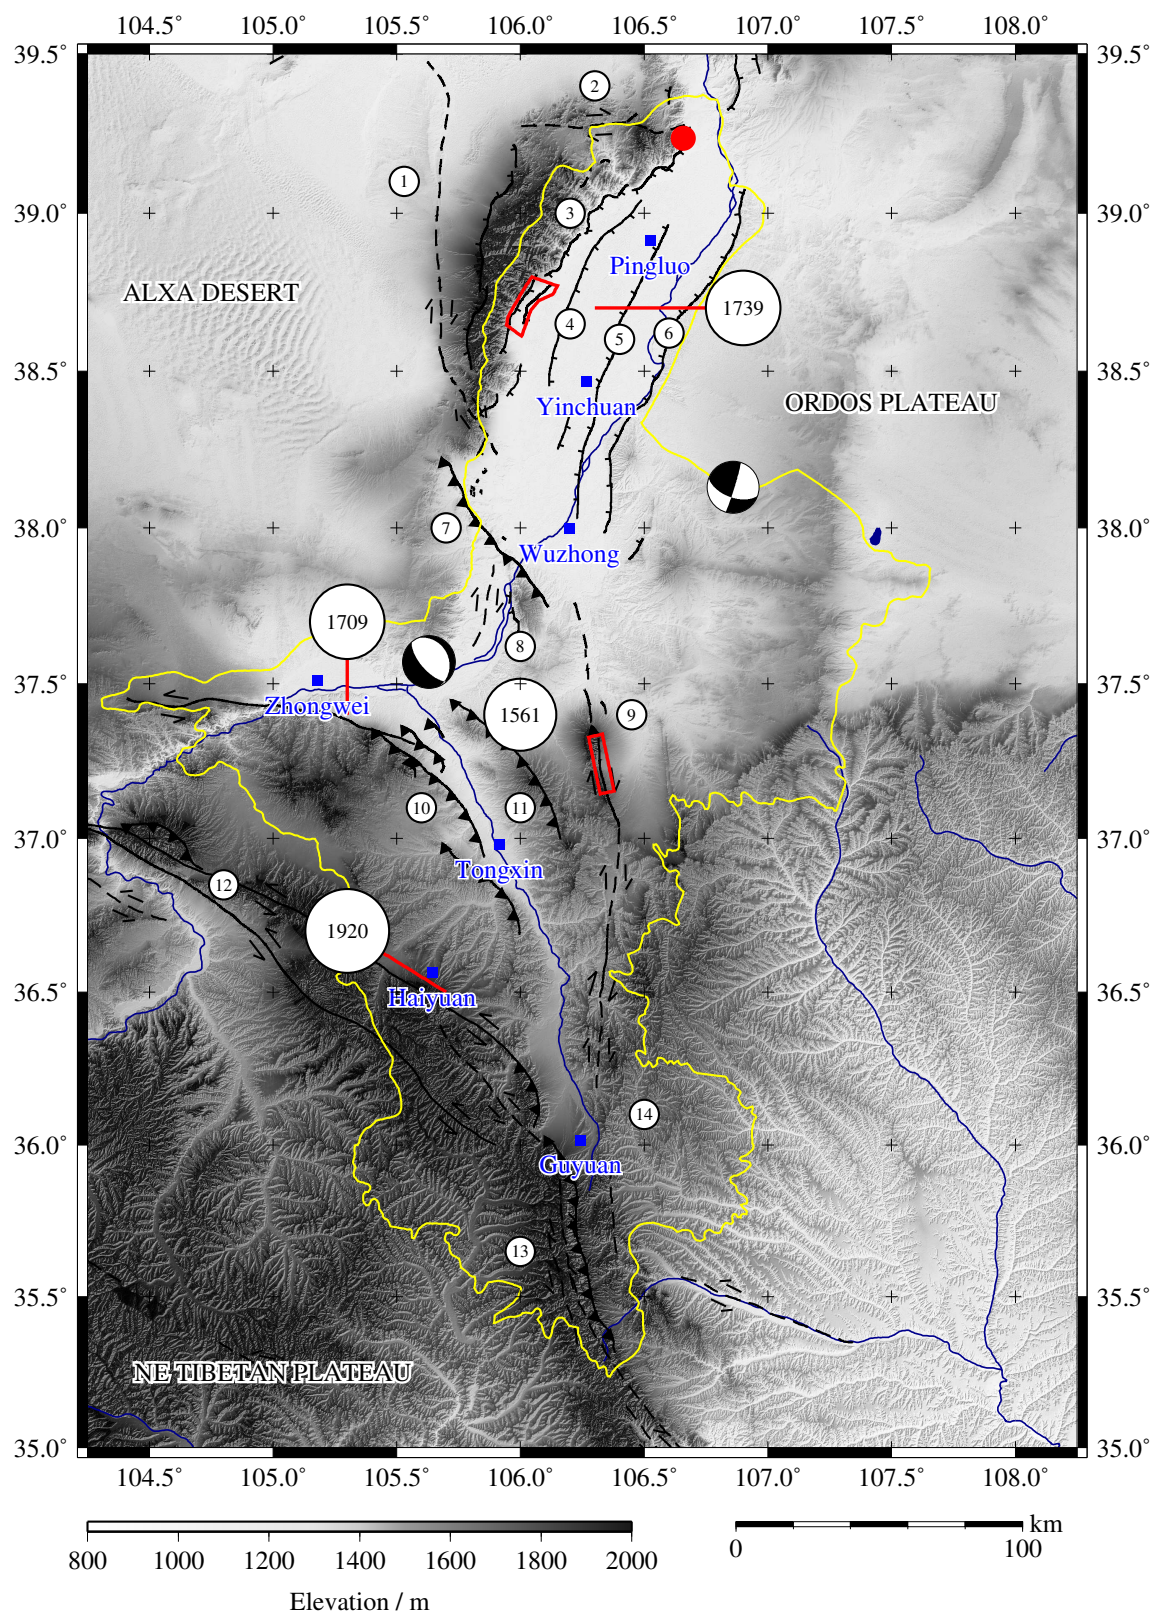 104.5˚ 105.0˚ 105.5˚ 106.0˚ 106.5˚ 107.0˚ 107.5˚ 108.0˚
39.5˚ 39.5˚
2
1
39.0˚ 3 39.0˚
Pingluo
ALXA DESERT
1739
4 5 6
38.5˚ 38.5˚
Yinchuan
ORDOS PLATEAU
7
38.0˚ 38.0˚
Wuzhong
1709
8
37.5˚ 37.5˚
Zhongwei
1561
9
10 11
37.0˚ 37.0˚
Tongxin
12
1920
36.5˚ 36.5˚
Haiyuan
14
36.0˚ 36.0˚
Guyuan
13
35.5˚ 35.5˚
NE TIBETAN PLATEAU
35.0˚ 35.0˚
104.5˚ 105.0˚ 105.5˚ 106.0˚ 106.5˚ 107.0˚ 107.5˚ 108.0˚
km
800 1000 1200 1400 1600 1800 2000
0 100
Elevation / m